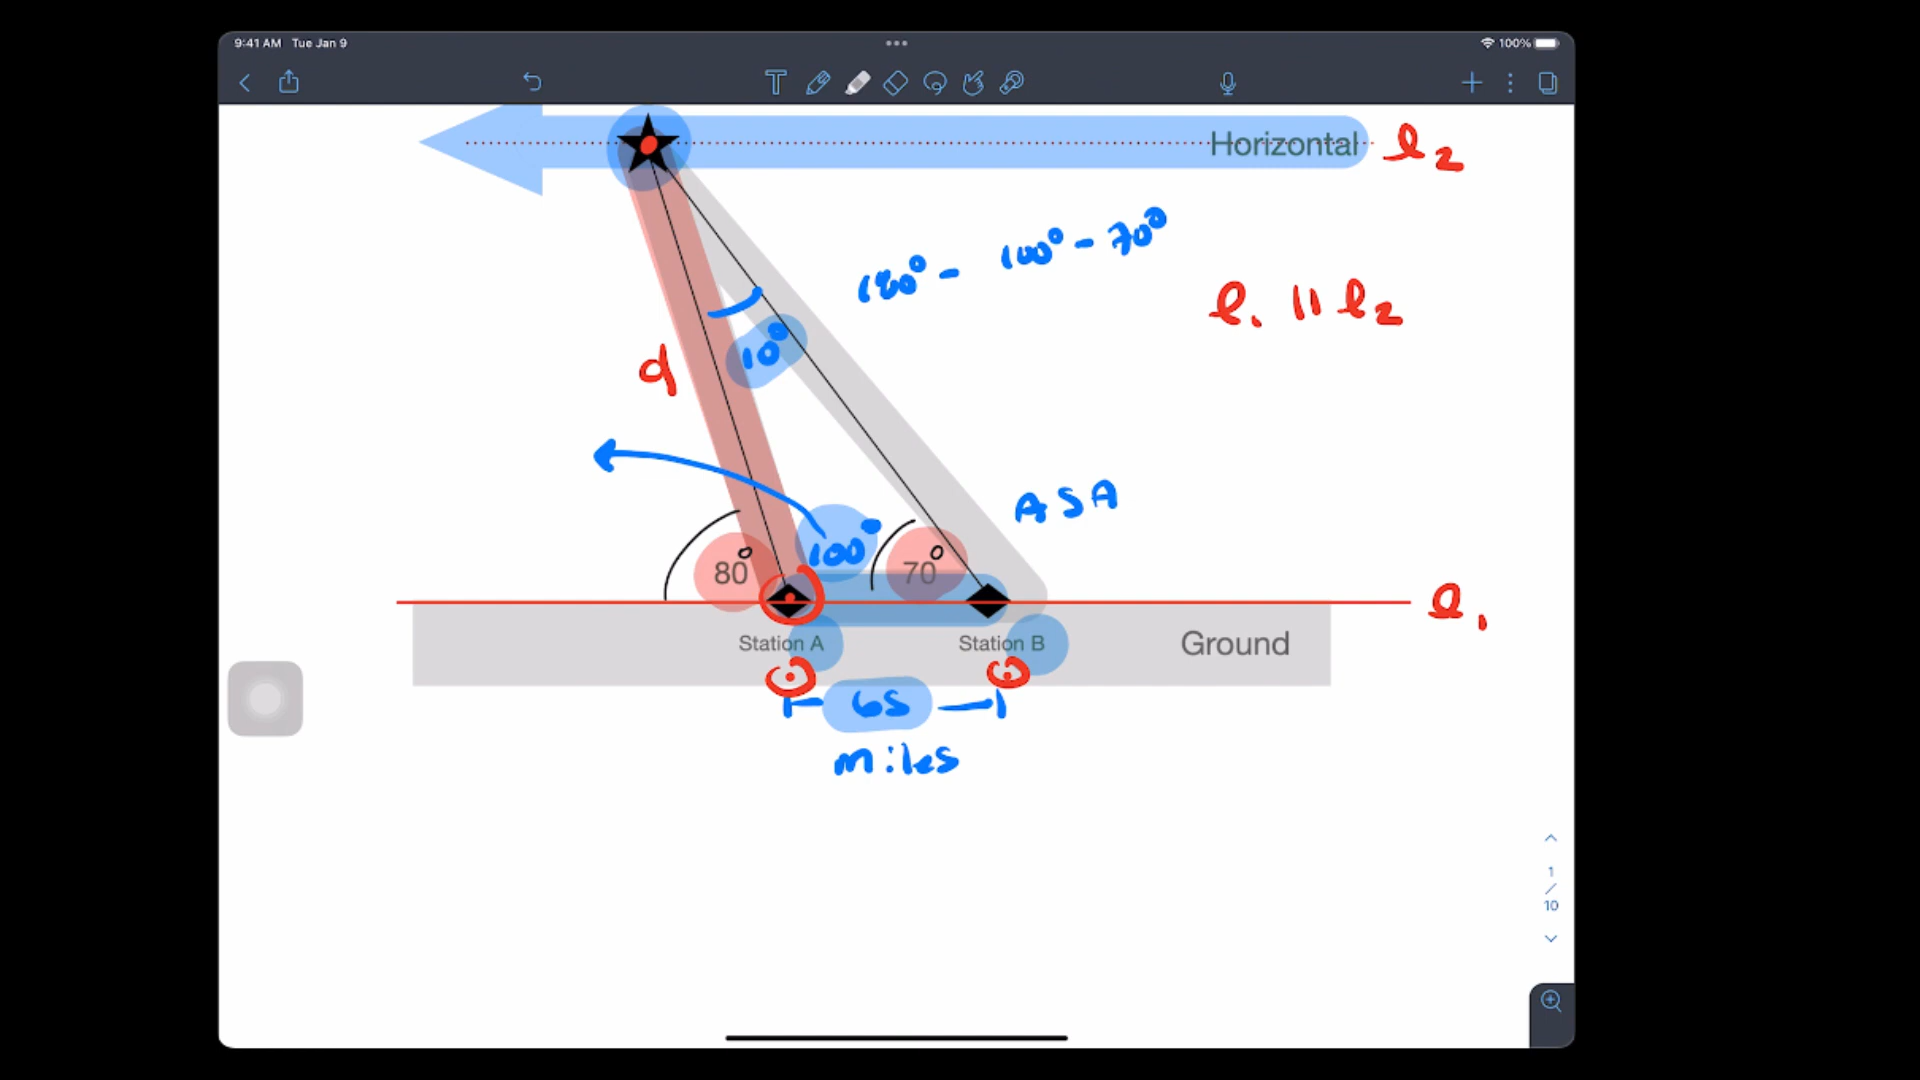 9:41 AM Tue Jan 9
100%
Horizontal
l₂
180° - 100° - 70°
l₁ || l₂
10°
d
ASA
100°
80°
70°
l₁
Station A
Station B
Ground
65
miles
1
/
10